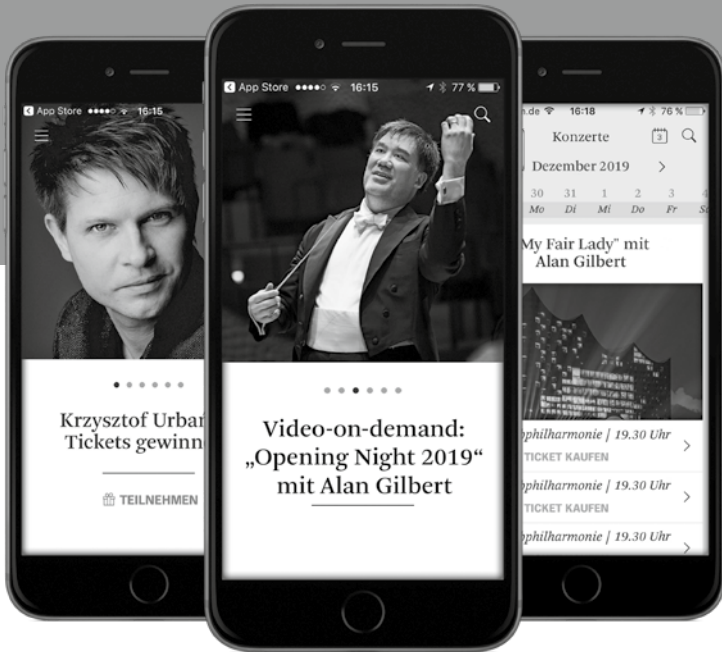 App Store 16:15
Krzysztof Urba
Tickets gewinn
TEILNEHMEN
App Store 16:15 77 %
Video-on-demand:
„Opening Night 2019“
mit Alan Gilbert
.de 16:18 76 %
Konzerte 3
Dezember 2019
30 31 1 2 3 4
Mo Di Mi Do Fr S
My Fair Lady” mit
Alan Gilbert
philharmonie | 19.30 Uhr
TICKET KAUFEN
philharmonie | 19.30 Uhr
TICKET KAUFEN
philharmonie | 19.30 Uhr